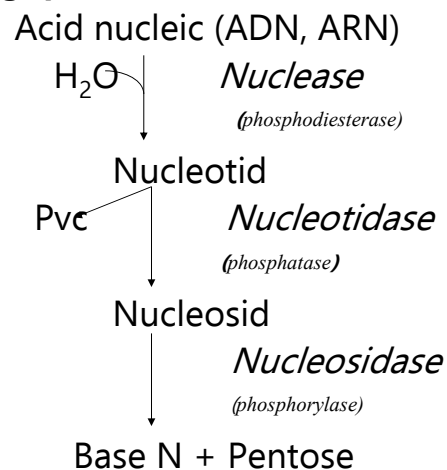 Acid nucleic (ADN, ARN)
H₂O Nuclease
(phosphodiesterase)
Nucleotid
Pvc Nucleotidase
(phosphatase)
Nucleosid
Nucleosidase
(phosphorylase)
Base N + Pentose